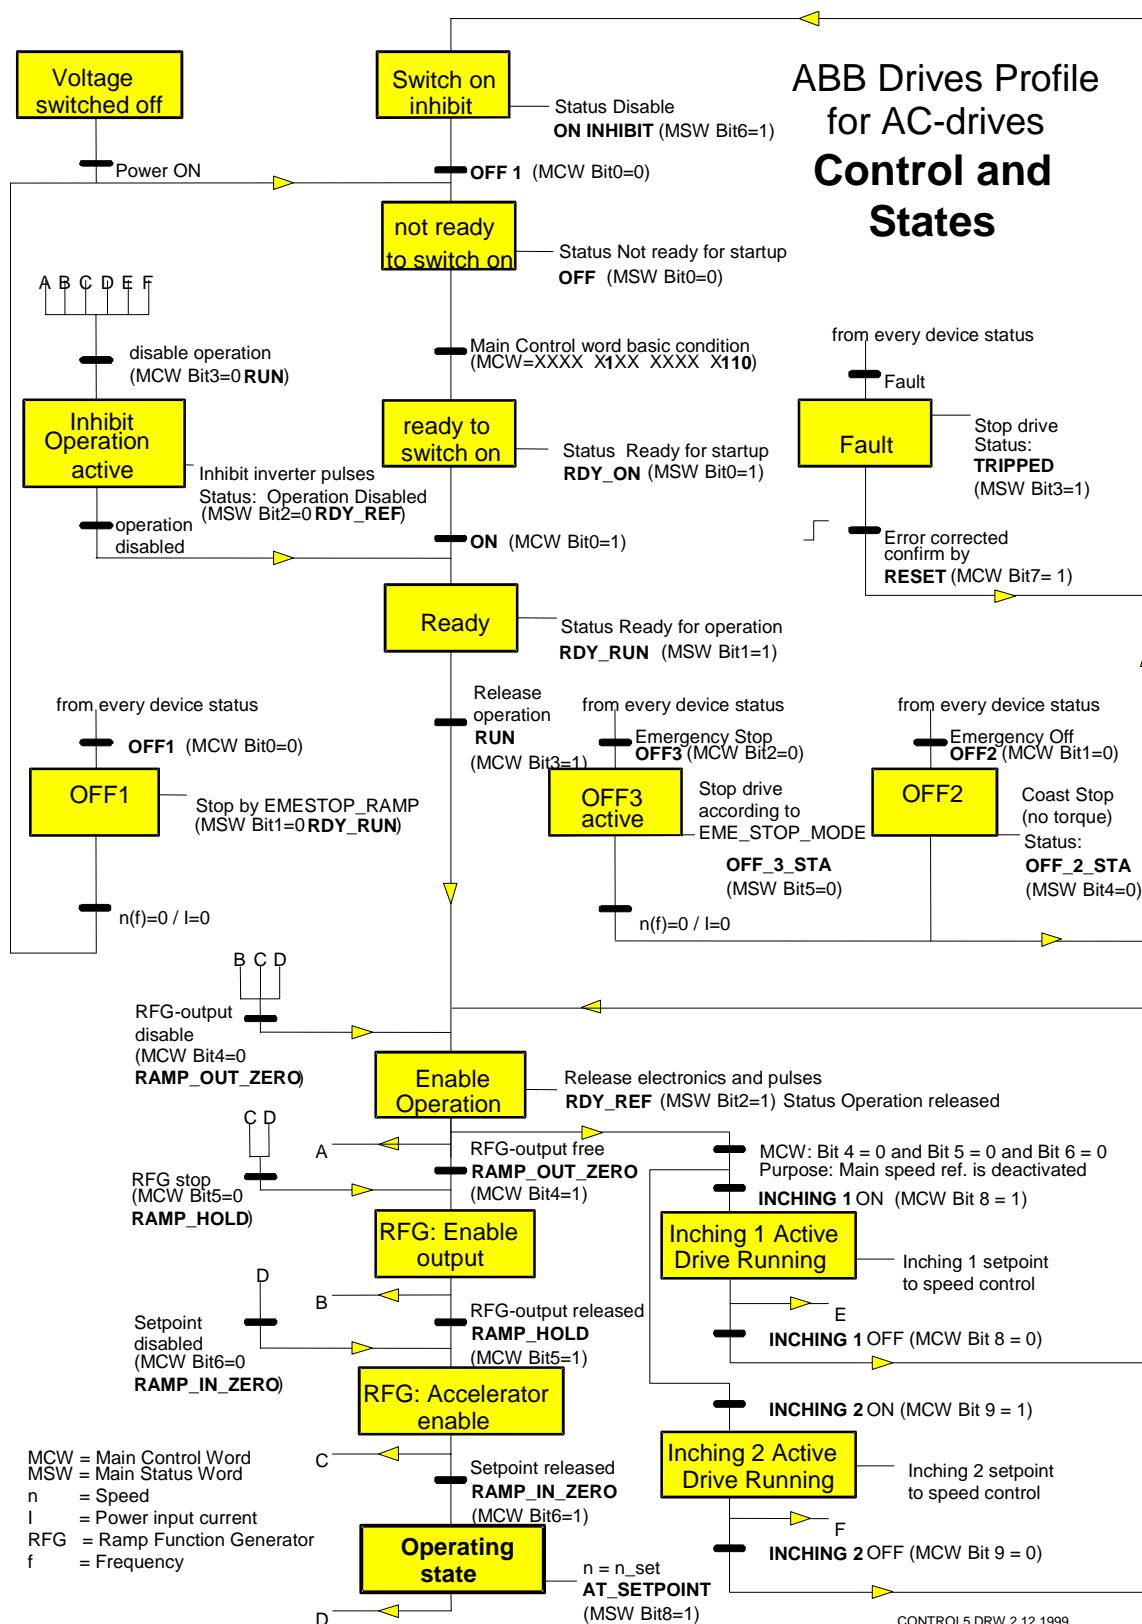 ABB Drives Profile
for AC-drives
Control and
States
Voltage
switched off
Power ON
Switch on
inhibit
Status Disable
ON INHIBIT (MSW Bit6=1)
OFF 1 (MCW Bit0=0)
not ready
to switch on
Status Not ready for startup
OFF (MSW Bit0=0)
A B C D E F
disable operation
(MCW Bit3=0 RUN)
Main Control word basic condition
(MCW=XXXX X1XX XXXX X110)
from every device status
Fault
Inhibit
Operation
active
Inhibit inverter pulses
Status: Operation Disabled
(MSW Bit2=0 RDY_REF)
operation
disabled
ready to
switch on
Status Ready for startup
RDY_ON (MSW Bit0=1)
ON (MCW Bit0=1)
Fault
Stop drive
Status:
TRIPPED
(MSW Bit3=1)
Error corrected
confirm by
RESET (MCW Bit7= 1)
Ready
Status Ready for operation
RDY_RUN (MSW Bit1=1)
Release
operation
RUN
(MCW Bit3=1)
from every device status
OFF1 (MCW Bit0=0)
OFF1
Stop by EMESTOP_RAMP
(MSW Bit1=0 RDY_RUN)
n(f)=0 / I=0
from every device status
Emergency Stop
OFF3 (MCW Bit2=0)
OFF3
active
Stop drive
according to
EME_STOP_MODE
OFF_3_STA
(MSW Bit5=0)
n(f)=0 / I=0
from every device status
Emergency Off
OFF2 (MCW Bit1=0)
OFF2
Coast Stop
(no torque)
Status:
OFF_2_STA
(MSW Bit4=0)
B C D
RFG-output
disable
(MCW Bit4=0
RAMP_OUT_ZERO)
Enable
Operation
Release electronics and pulses
RDY_REF (MSW Bit2=1) Status Operation released
C D
A
RFG stop
(MCW Bit5=0
RAMP_HOLD)
RFG-output free
RAMP_OUT_ZERO
(MCW Bit4=1)
MCW: Bit 4 = 0 and Bit 5 = 0 and Bit 6 = 0
Purpose: Main speed ref. is deactivated
INCHING 1 ON (MCW Bit 8 = 1)
RFG: Enable
output
Inching 1 Active
Drive Running
Inching 1 setpoint
to speed control
D
B
Setpoint
disabled
(MCW Bit6=0
RAMP_IN_ZERO)
RFG-output released
RAMP_HOLD
(MCW Bit5=1)
E
INCHING 1 OFF (MCW Bit 8 = 0)
RFG: Accelerator
enable
INCHING 2 ON (MCW Bit 9 = 1)
C
Setpoint released
RAMP_IN_ZERO
(MCW Bit6=1)
Inching 2 Active
Drive Running
Inching 2 setpoint
to speed control
F
INCHING 2 OFF (MCW Bit 9 = 0)
MCW = Main Control Word
MSW = Main Status Word
n = Speed
I = Power input current
RFG = Ramp Function Generator
f = Frequency
Operating
state
n = n_set
AT_SETPOINT
(MSW Bit8=1)
D
CONTROL5.DRW 2.12.1999